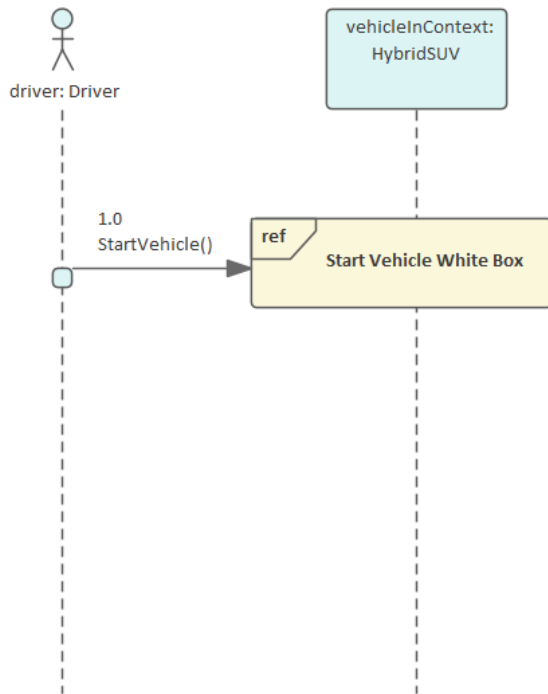 vehicleInContext:
HybridSUV
driver: Driver
1.0
StartVehicle()
ref
Start Vehicle White Box